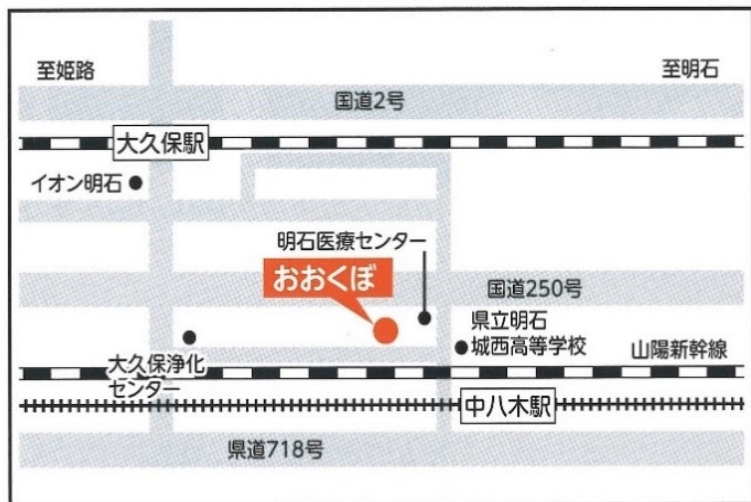 至姫路
至明石
国道2号
大久保駅
イオン明石
明石医療センター
おおくぼ
国道250号
県立明石
城西高等学校
山陽新幹線
大久保浄化
センター
中八木駅
県道718号